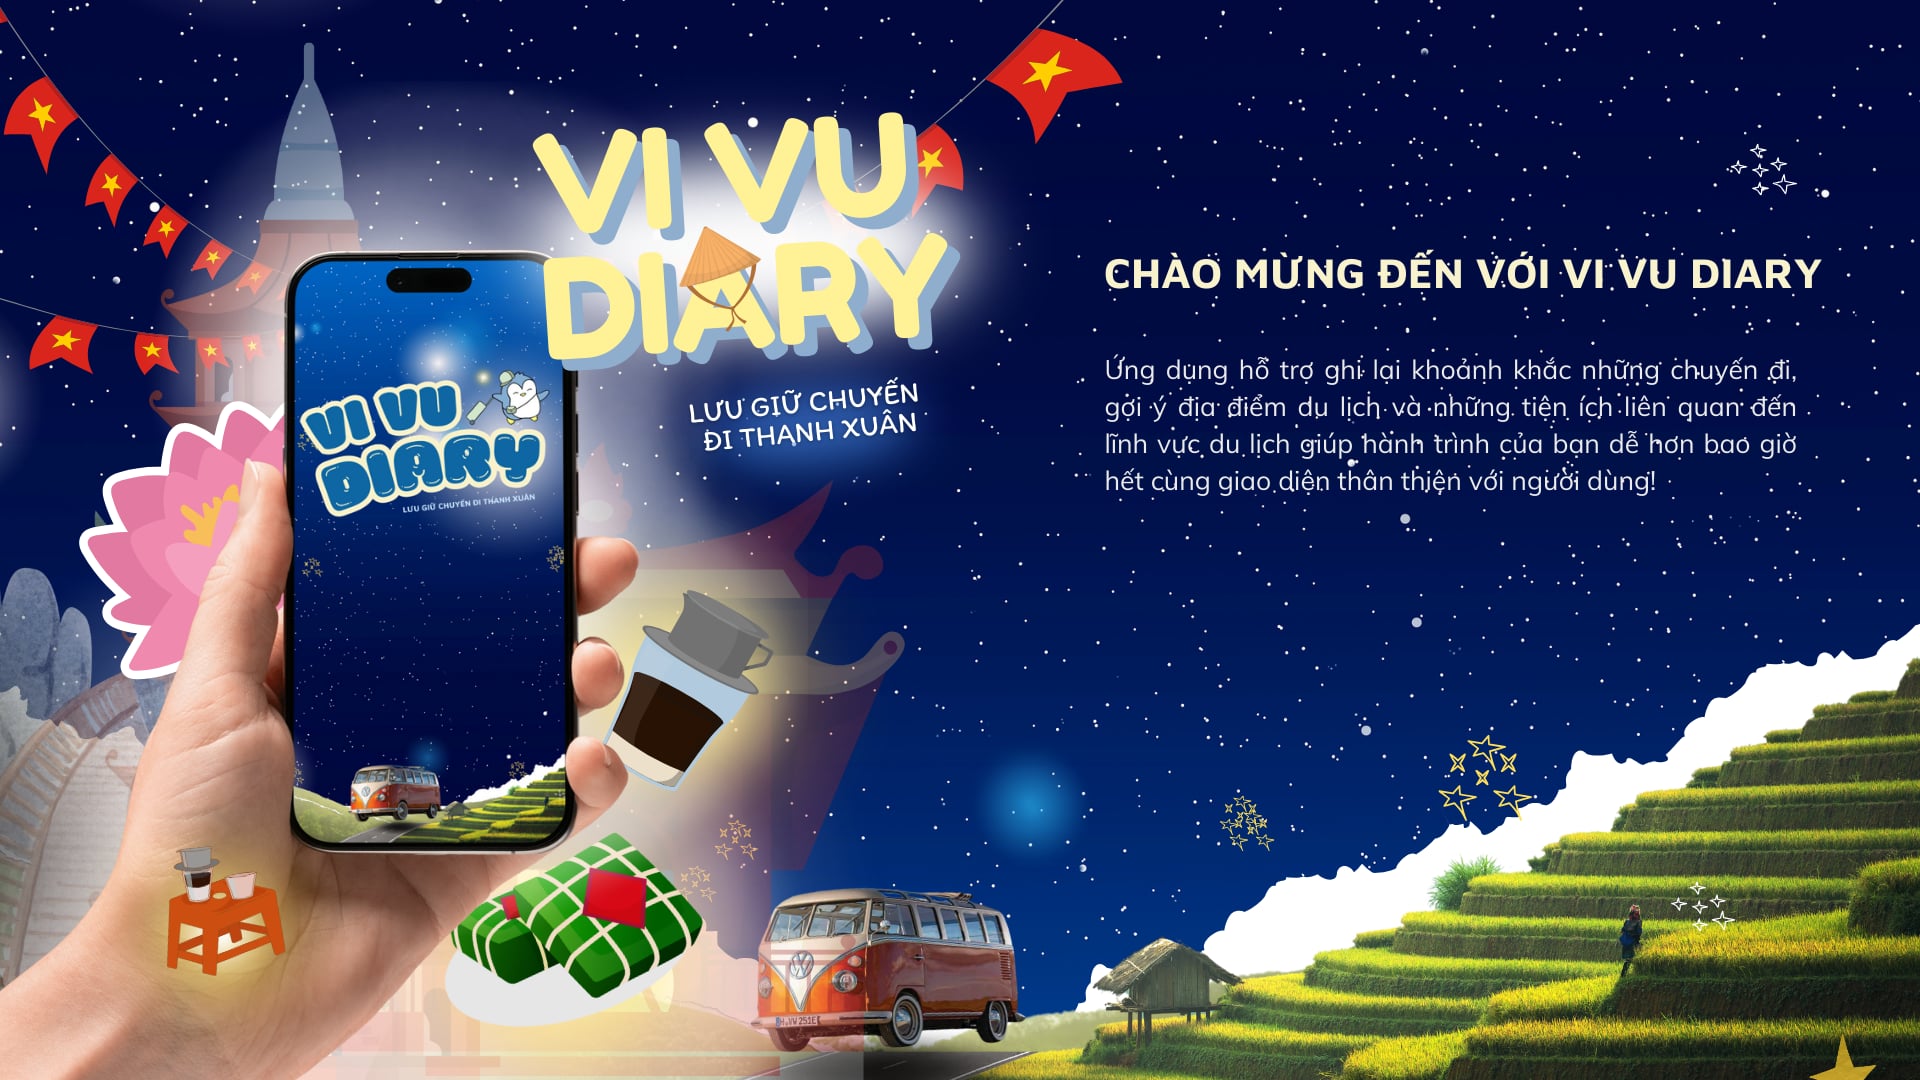 VI VU
DIARY
LƯU GIỮ CHUYẾN
ĐI THANH XUÂN
VI VU
DIARY
LƯU GIỮ CHUYẾN ĐI THANH XUÂN
CHÀO MỪNG ĐẾN VỚI VI VU DIARY
Ứng dụng hỗ trợ ghi lại khoảnh khắc những chuyến đi,
gợi ý địa điểm du lịch và những tiện ích liên quan đến
lĩnh vực du lịch giúp hành trình của bạn dễ hơn bao giờ
hết cùng giao diện thân thiện với người dùng!